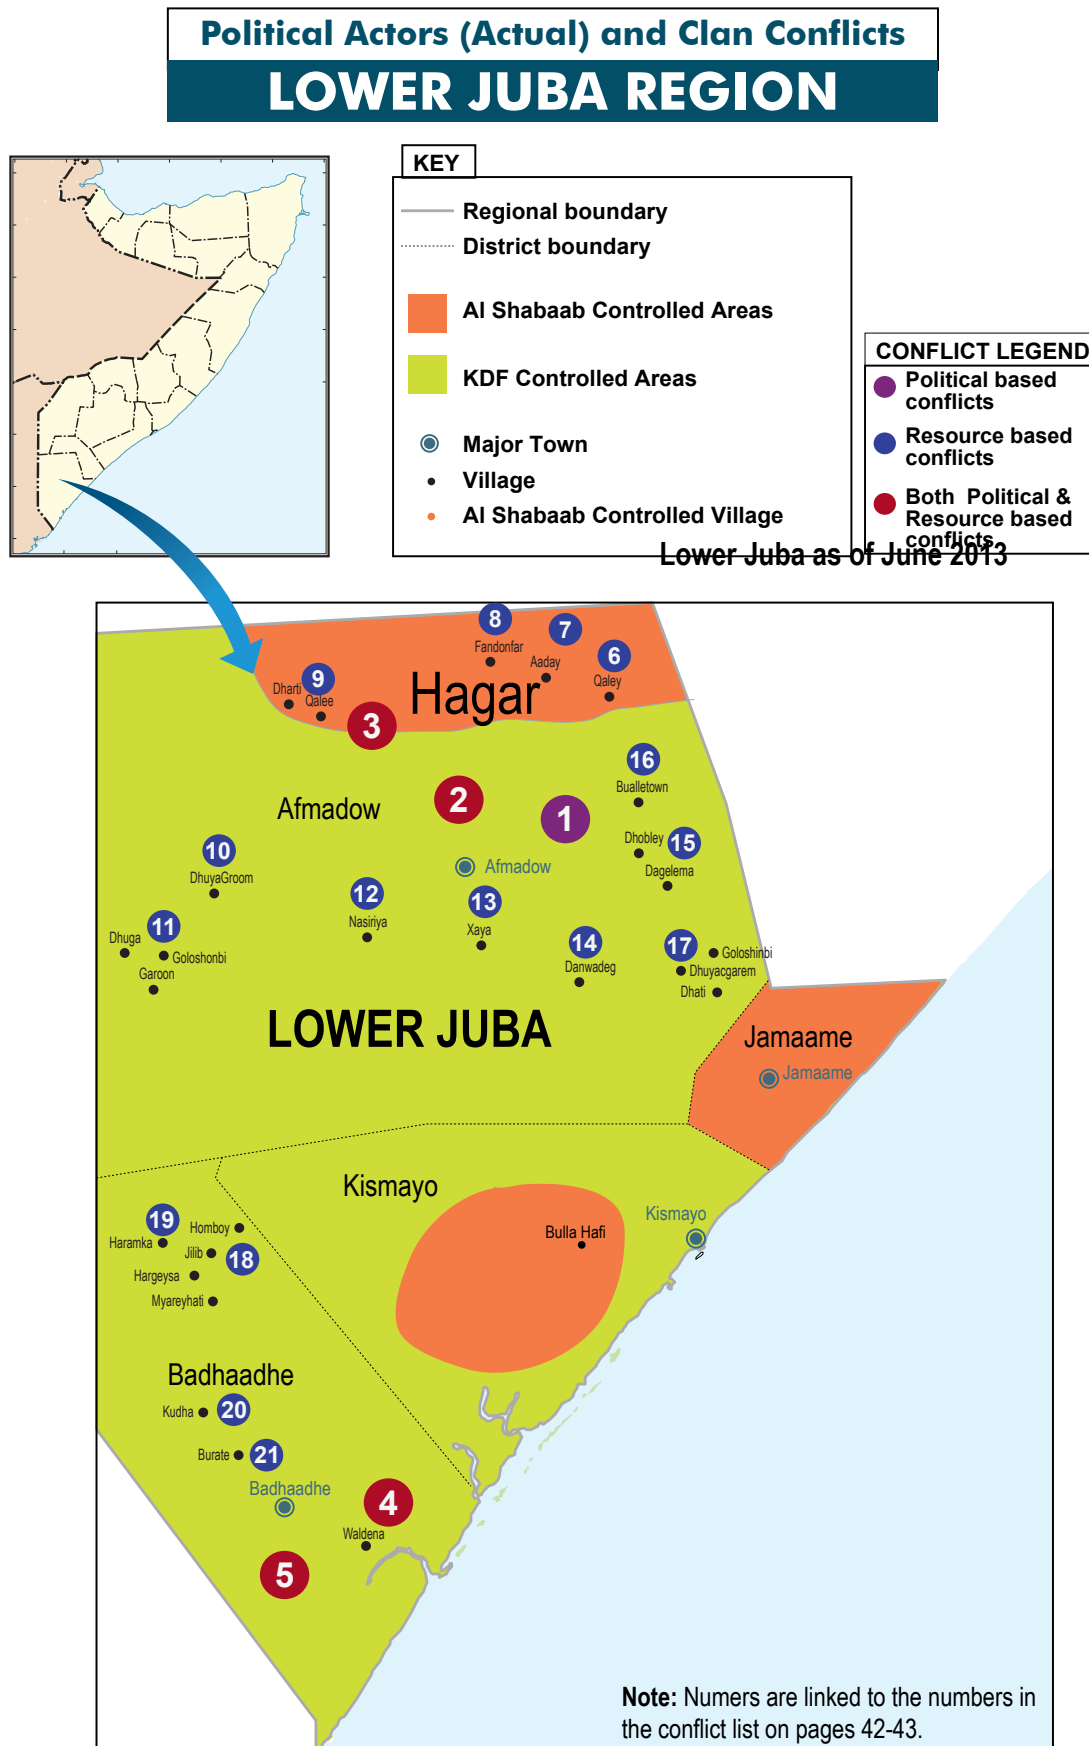 Political Actors (Actual) and Clan Conflicts
LOWER JUBA REGION
KEY
Regional boundary
District boundary
Al Shabaab Controlled Areas
KDF Controlled Areas
Major Town
Village
Al Shabaab Controlled Village
CONFLICT LEGEND
Political based
conflicts
Resource based
conflicts
Both Political &
Resource based
conflicts
Lower Juba as of June 2013
8
Fandonfar
7
Aaday
6
Qaley
9
Dharti
Qalee
Hagar
3
16
Bualletown
Afmadow
2
1
Dhobley
15
Dagelema
10
DhuyaGroom
Afmadow
12
Nasiriya
13
Xaya
11
Dhuga
Goloshonbi
Garoon
14
Danwadeg
17
Goloshinbi
Dhuyacgarem
Dhati
LOWER JUBA
Jamaame
Jamaame
Kismayo
Kismayo
Bulla Hafi
19
Haramka
Homboy
Jilib
18
Hargeysa
Myareyhati
Badhaadhe
Kudha
20
Burate
21
Badhaadhe
4
Waldena
5
Note: Numers are linked to the numbers in
the conflict list on pages 42-43.